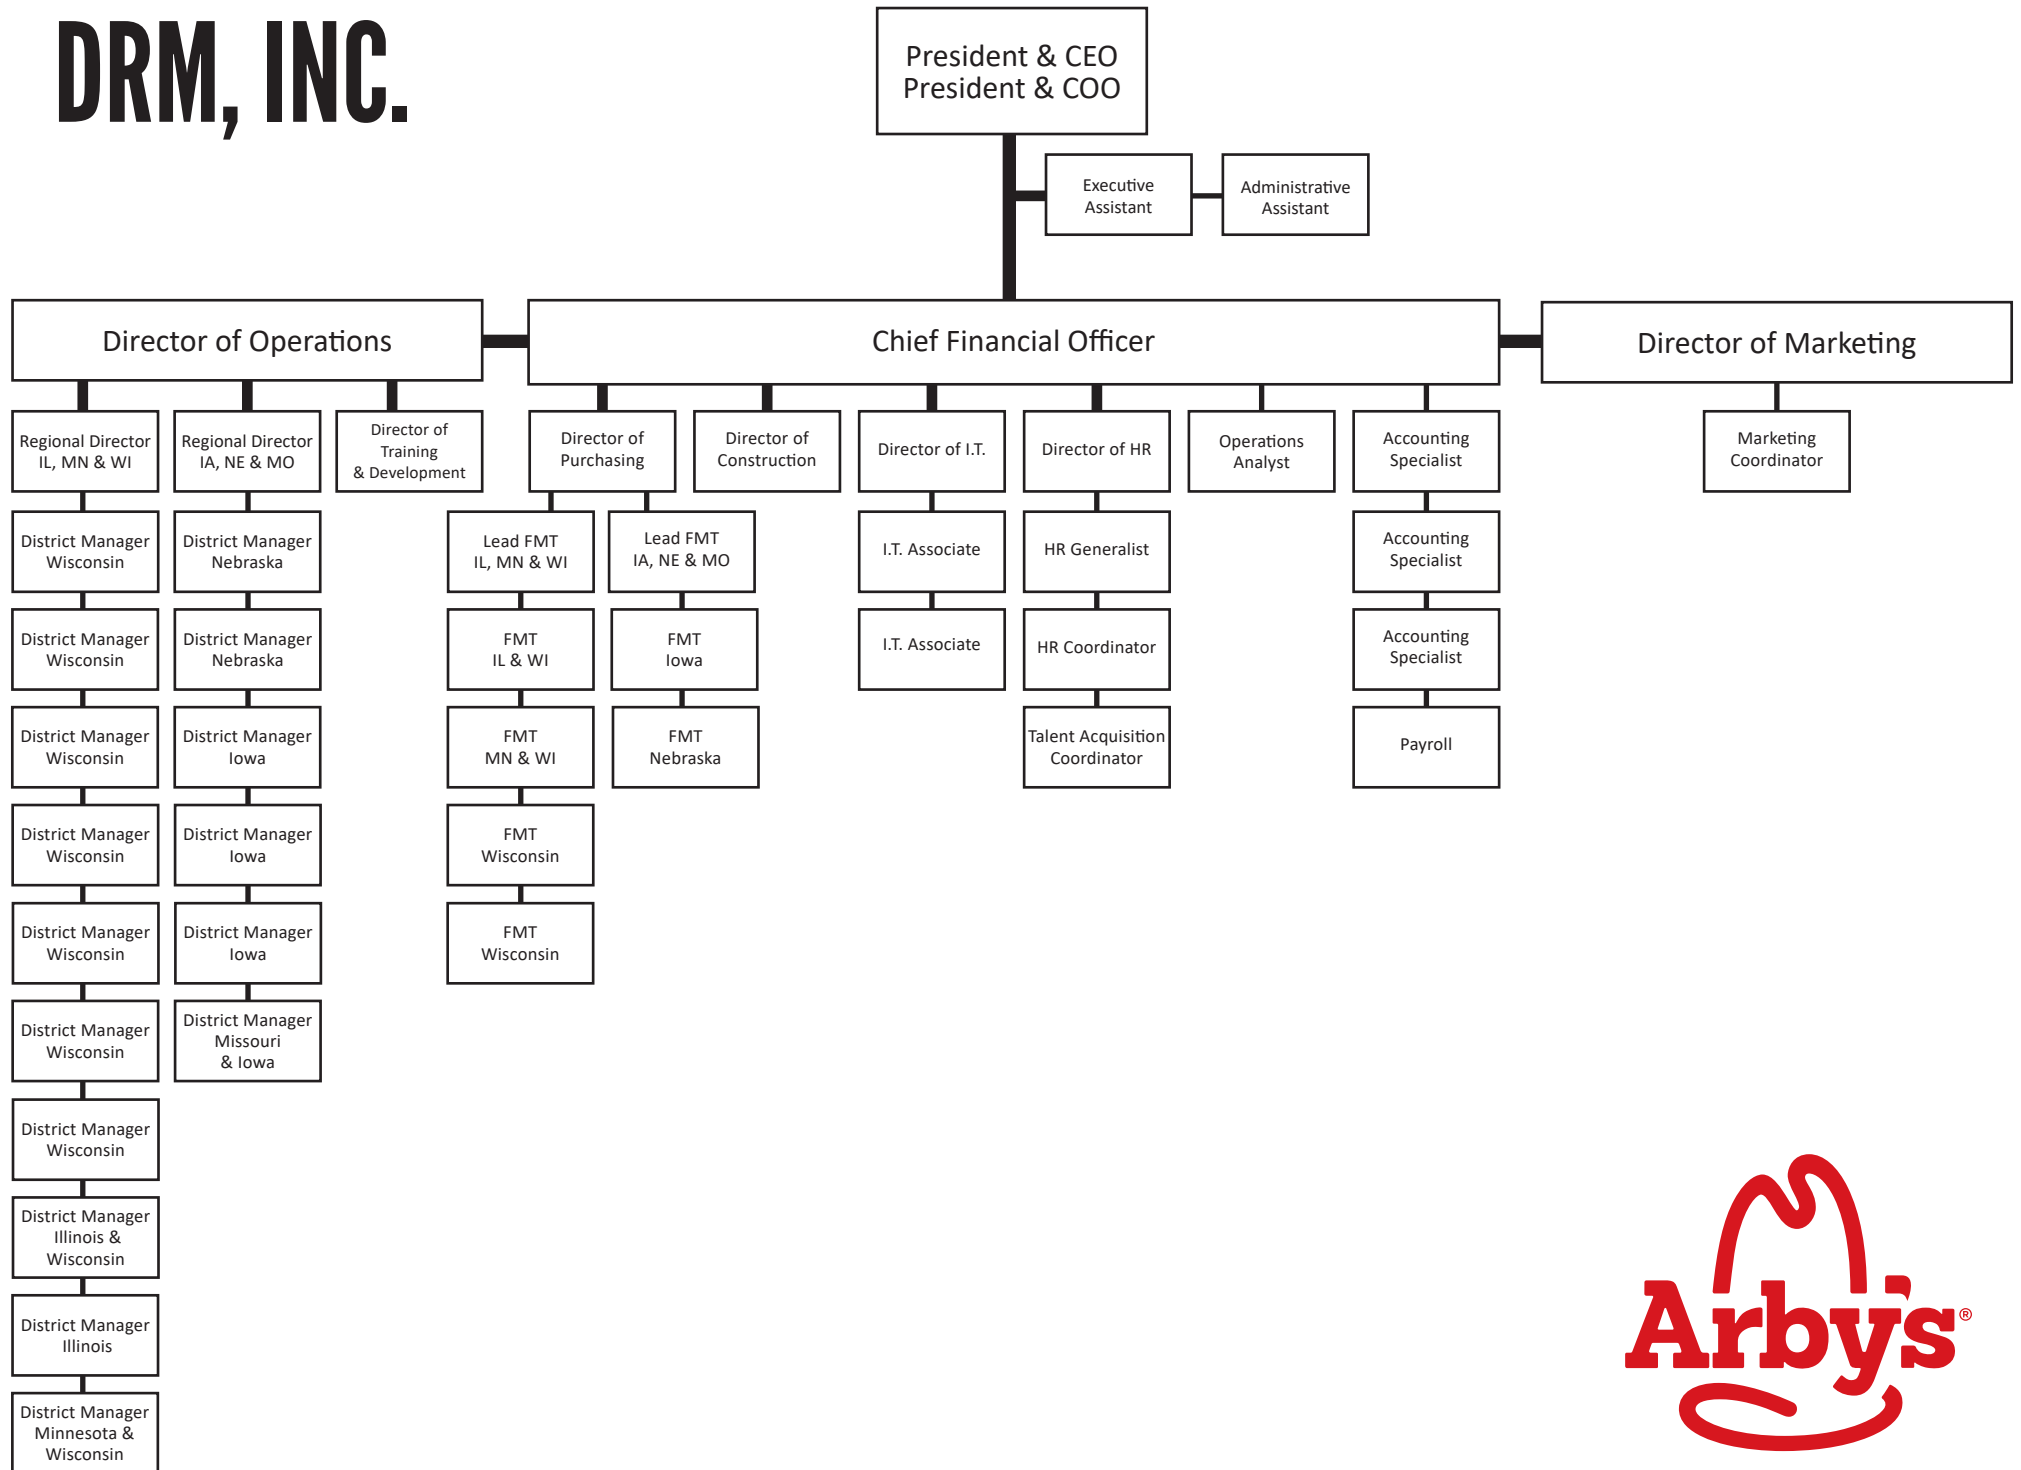 DRM, INC.
President & CEO
President & COO
Executive
Assistant
Administrative
Assistant
Director of Operations
Chief Financial Officer
Director of Marketing
Regional Director
IL, MN & WI
Regional Director
IA, NE & MO
Director of
Training
& Development
Director of
Purchasing
Director of
Construction
Director of I.T.
Director of HR
Operations
Analyst
Accounting
Specialist
Marketing
Coordinator
District Manager
Wisconsin
District Manager
Nebraska
Lead FMT
IL, MN & WI
Lead FMT
IA, NE & MO
I.T. Associate
HR Generalist
Accounting
Specialist
District Manager
Wisconsin
District Manager
Nebraska
FMT
IL & WI
FMT
Iowa
I.T. Associate
HR Coordinator
Accounting
Specialist
District Manager
Wisconsin
District Manager
Iowa
FMT
MN & WI
FMT
Nebraska
Talent Acquisition
Coordinator
Payroll
District Manager
Wisconsin
District Manager
Iowa
FMT
Wisconsin
District Manager
Wisconsin
District Manager
Iowa
FMT
Wisconsin
District Manager
Wisconsin
District Manager
Missouri
& Iowa
District Manager
Wisconsin
District Manager
Illinois &
Wisconsin
District Manager
Illinois
District Manager
Minnesota &
Wisconsin
Arby's®